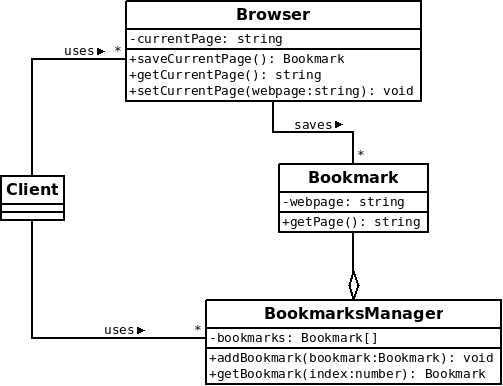 Browser
-currentPage: string
+saveCurrentPage(): Bookmark
+getCurrentPage(): string
+setCurrentPage(webpage:string): void
uses *
saves
*
Bookmark
-webpage: string
+getPage(): string
Client
uses *
BookmarksManager
-bookmarks: Bookmark[]
+addBookmark(bookmark:Bookmark): void
+getBookmark(index:number): Bookmark